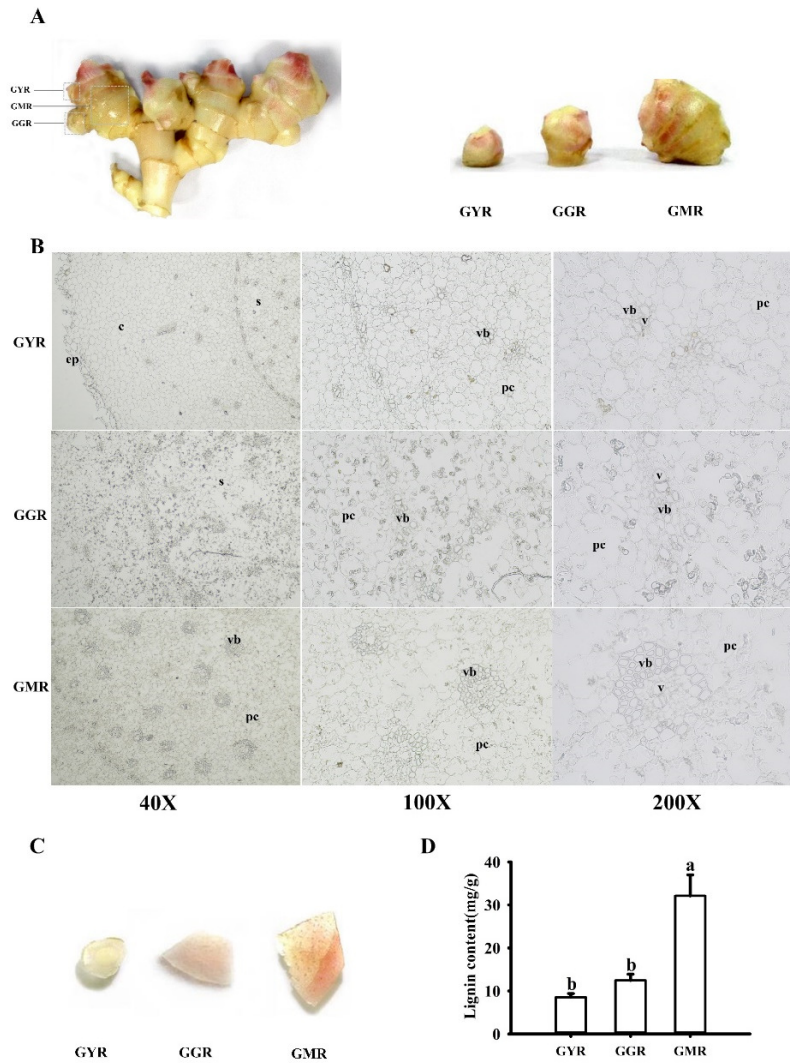 A
GYR
GMR
GGR
GYR GGR GMR
B
GYR
ep c s
vb pc
vb v pc
GGR
s
pc vb
v vb pc
GMR
vb pc
vb pc
vb v pc
40X 100X 200X
C
GYR GGR GMR
D
Lignin content(mg/g)
40
30
20
10
0
b b a
GYR GGR GMR